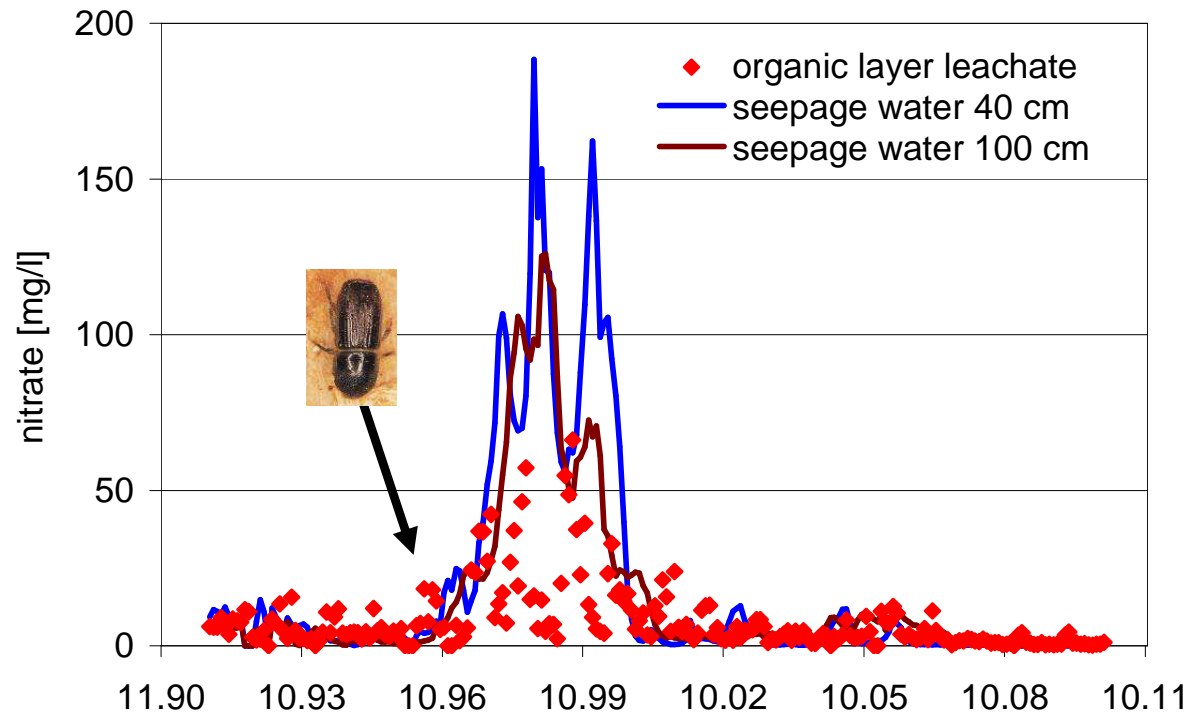 200
organic layer leachate
seepage water 40 cm
seepage water 100 cm
150
nitrate [mg/l]
100
50
0
11.90 10.93 10.96 10.99 10.02 10.05 10.08 10.11